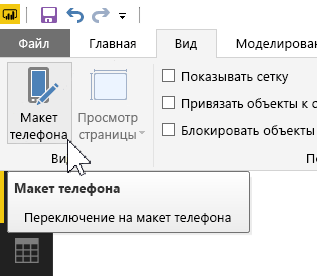 Файл Главная Вид Моделирован
Макет телефона
Просмотр страницы
Показывать сетку
Привязать объекты к с
Блокировать объекты
Ви
Макет телефона
Переключение на макет телефона